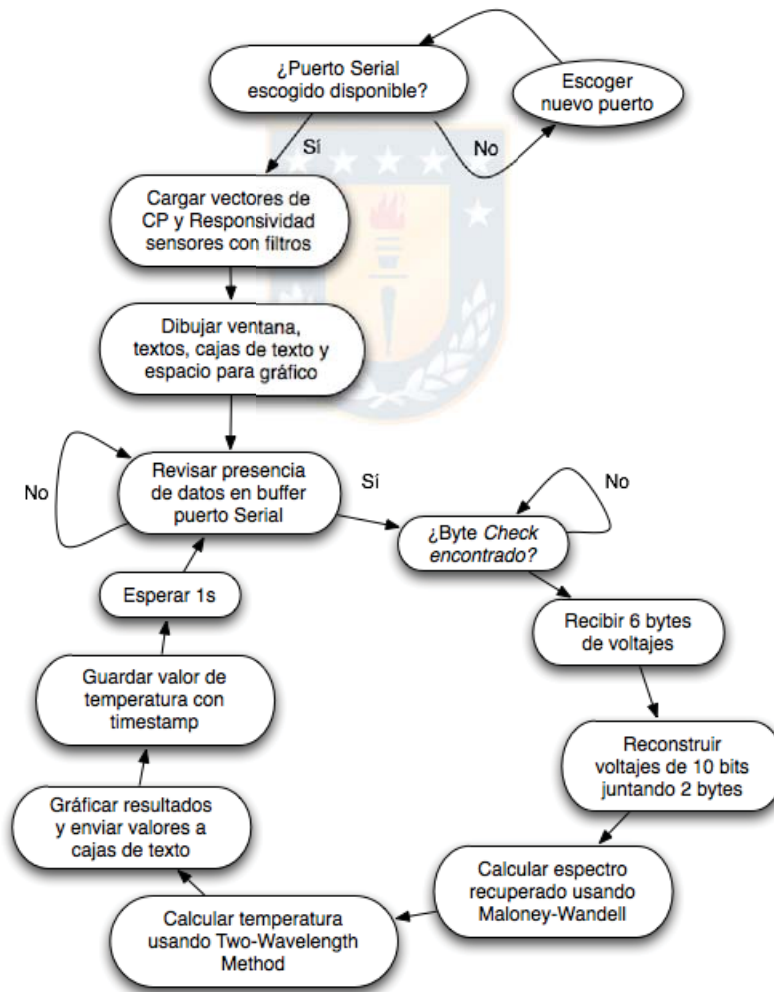 ¿Puerto Serial
escogido disponible?
Escoger
nuevo puerto
Sí
No
Cargar vectores de
CP y Responsividad
sensores con filtros
Dibujar ventana,
textos, cajas de texto y
espacio para gráfico
No
Revisar presencia
de datos en buffer
puerto Serial
Sí
No
¿Byte Check
encontrado?
Esperar 1s
Recibir 6 bytes
de voltajes
Guardar valor de
temperatura con
timestamp
Reconstruir
voltajes de 10 bits
juntando 2 bytes
Gráficar resultados
y enviar valores a
cajas de texto
Calcular espectro
recuperado usando
Maloney-Wandell
Calcular temperatura
usando Two-Wavelength
Method